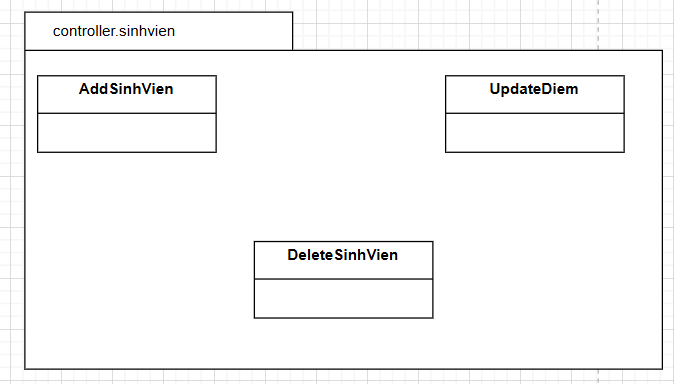 controller.sinhvien
AddSinhVien
UpdateDiem
DeleteSinhVien